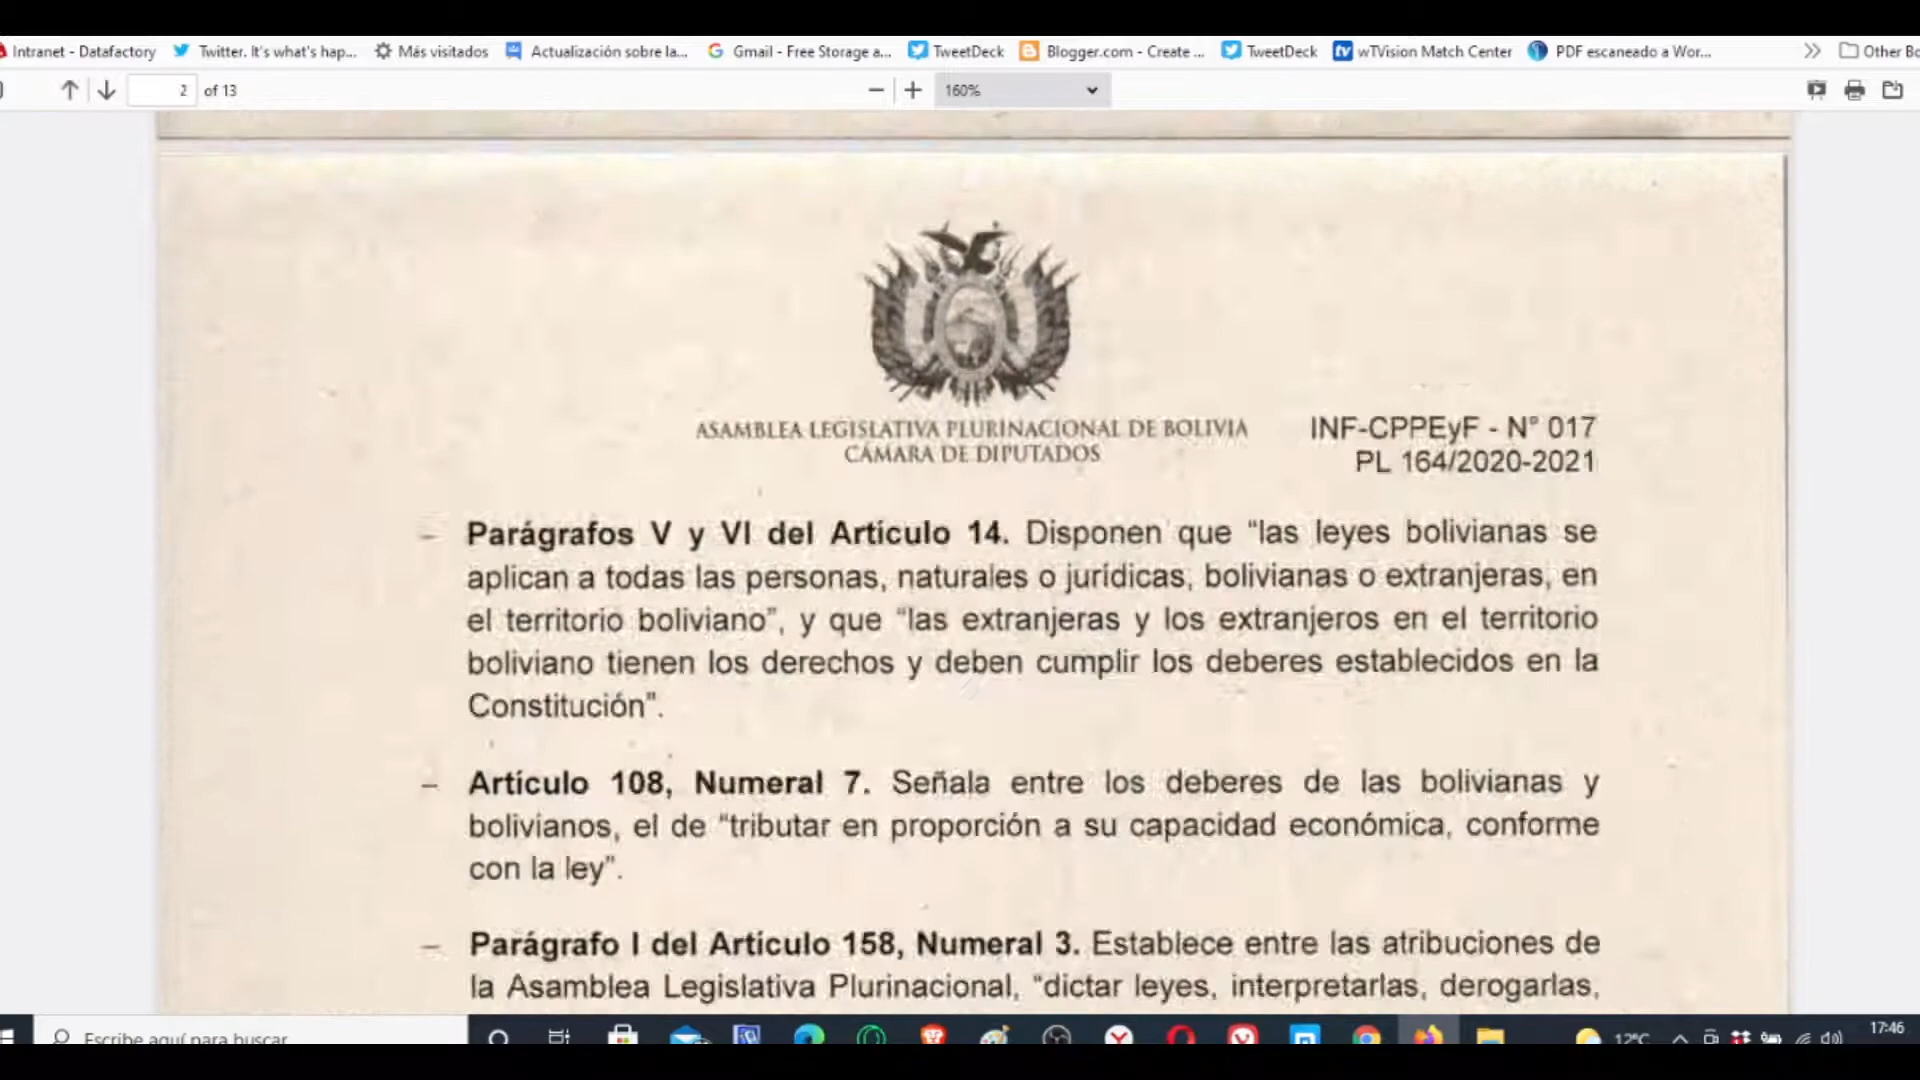 Intranet - Datafactory Twitter. It's what's hap... Más visitados Actualización sobre la... Gmail - Free Storage a... TweetDeck Blogger.com - Create ... TweetDeck wTVision Match Center PDF escaneado a Wor... Other Bo
2 of 13 160%
ASAMBLEA LEGISLATIVA PLURINACIONAL DE BOLIVIA
CÁMARA DE DIPUTADOS
INF-CPPEyF - N° 017
PL 164/2020-2021
– Parágrafos V y VI del Artículo 14. Disponen que “las leyes bolivianas se
aplican a todas las personas, naturales o jurídicas, bolivianas o extranjeras, en
el territorio boliviano”, y que “las extranjeras y los extranjeros en el territorio
boliviano tienen los derechos y deben cumplir los deberes establecidos en la
Constitución”.
– Artículo 108, Numeral 7. Señala entre los deberes de las bolivianas y
bolivianos, el de “tributar en proporción a su capacidad económica, conforme
con la ley”.
– Parágrafo I del Artículo 158, Numeral 3. Establece entre las atribuciones de
la Asamblea Legislativa Plurinacional, “dictar leyes, interpretarlas, derogarlas,
Escribe aquí para buscar 12°C 17:46